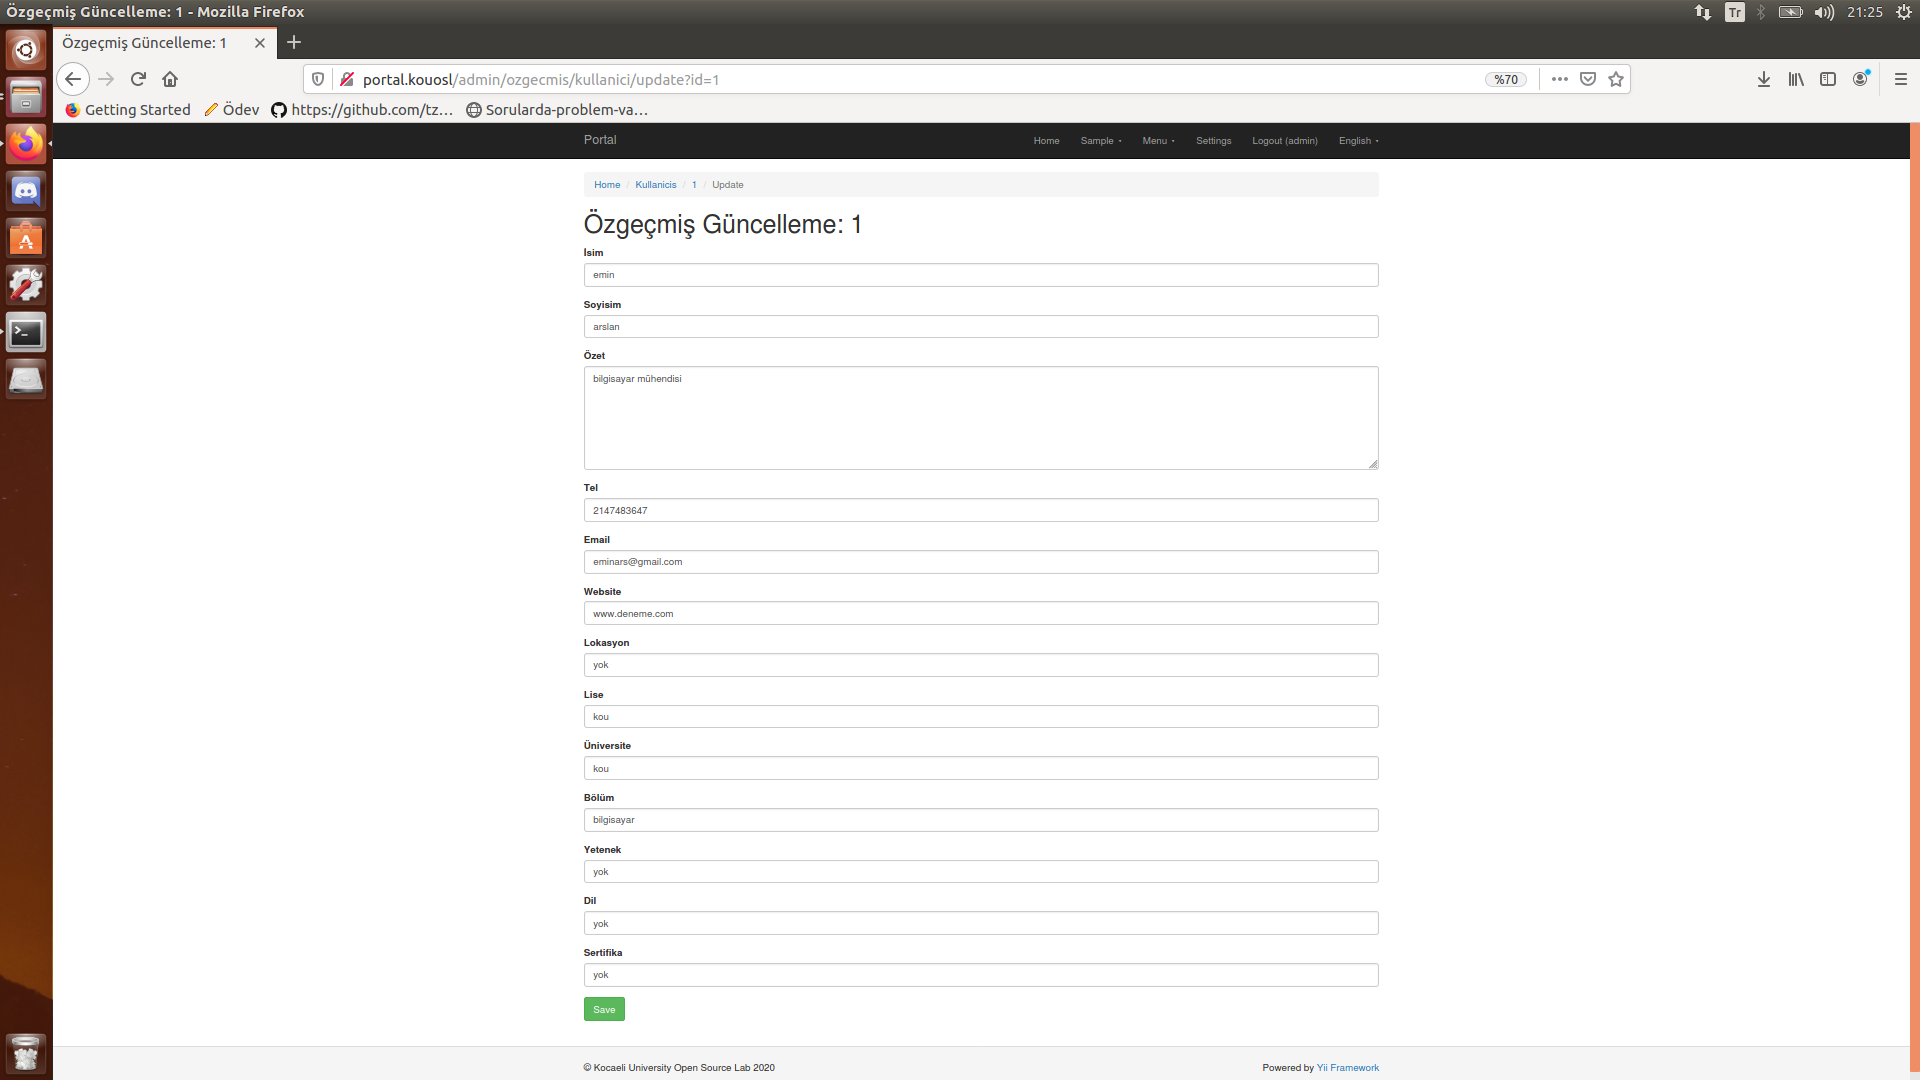 Özgeçmiş Güncelleme: 1 - Mozilla Firefox
Tr
21:25
Özgeçmiş Güncelleme: 1
portal.kouosl/admin/ozgecmis/kullanici/update?id=1
%70
Getting Started
Ödev
https://github.com/tz...
Sorularda-problem-va...
Portal
Home
Sample
Menu
Settings
Logout (admin)
English
Home / Kullanicis / 1 / Update
Özgeçmiş Güncelleme: 1
İsim
emin
Soyisim
arslan
Özet
bilgisayar mühendisi
Tel
2147483647
Email
eminars@gmail.com
Website
www.deneme.com
Lokasyon
yok
Lise
kou
Üniversite
kou
Bölüm
bilgisayar
Yetenek
yok
Dil
yok
Sertifika
yok
Save
© Kocaeli University Open Source Lab 2020
Powered by Yii Framework